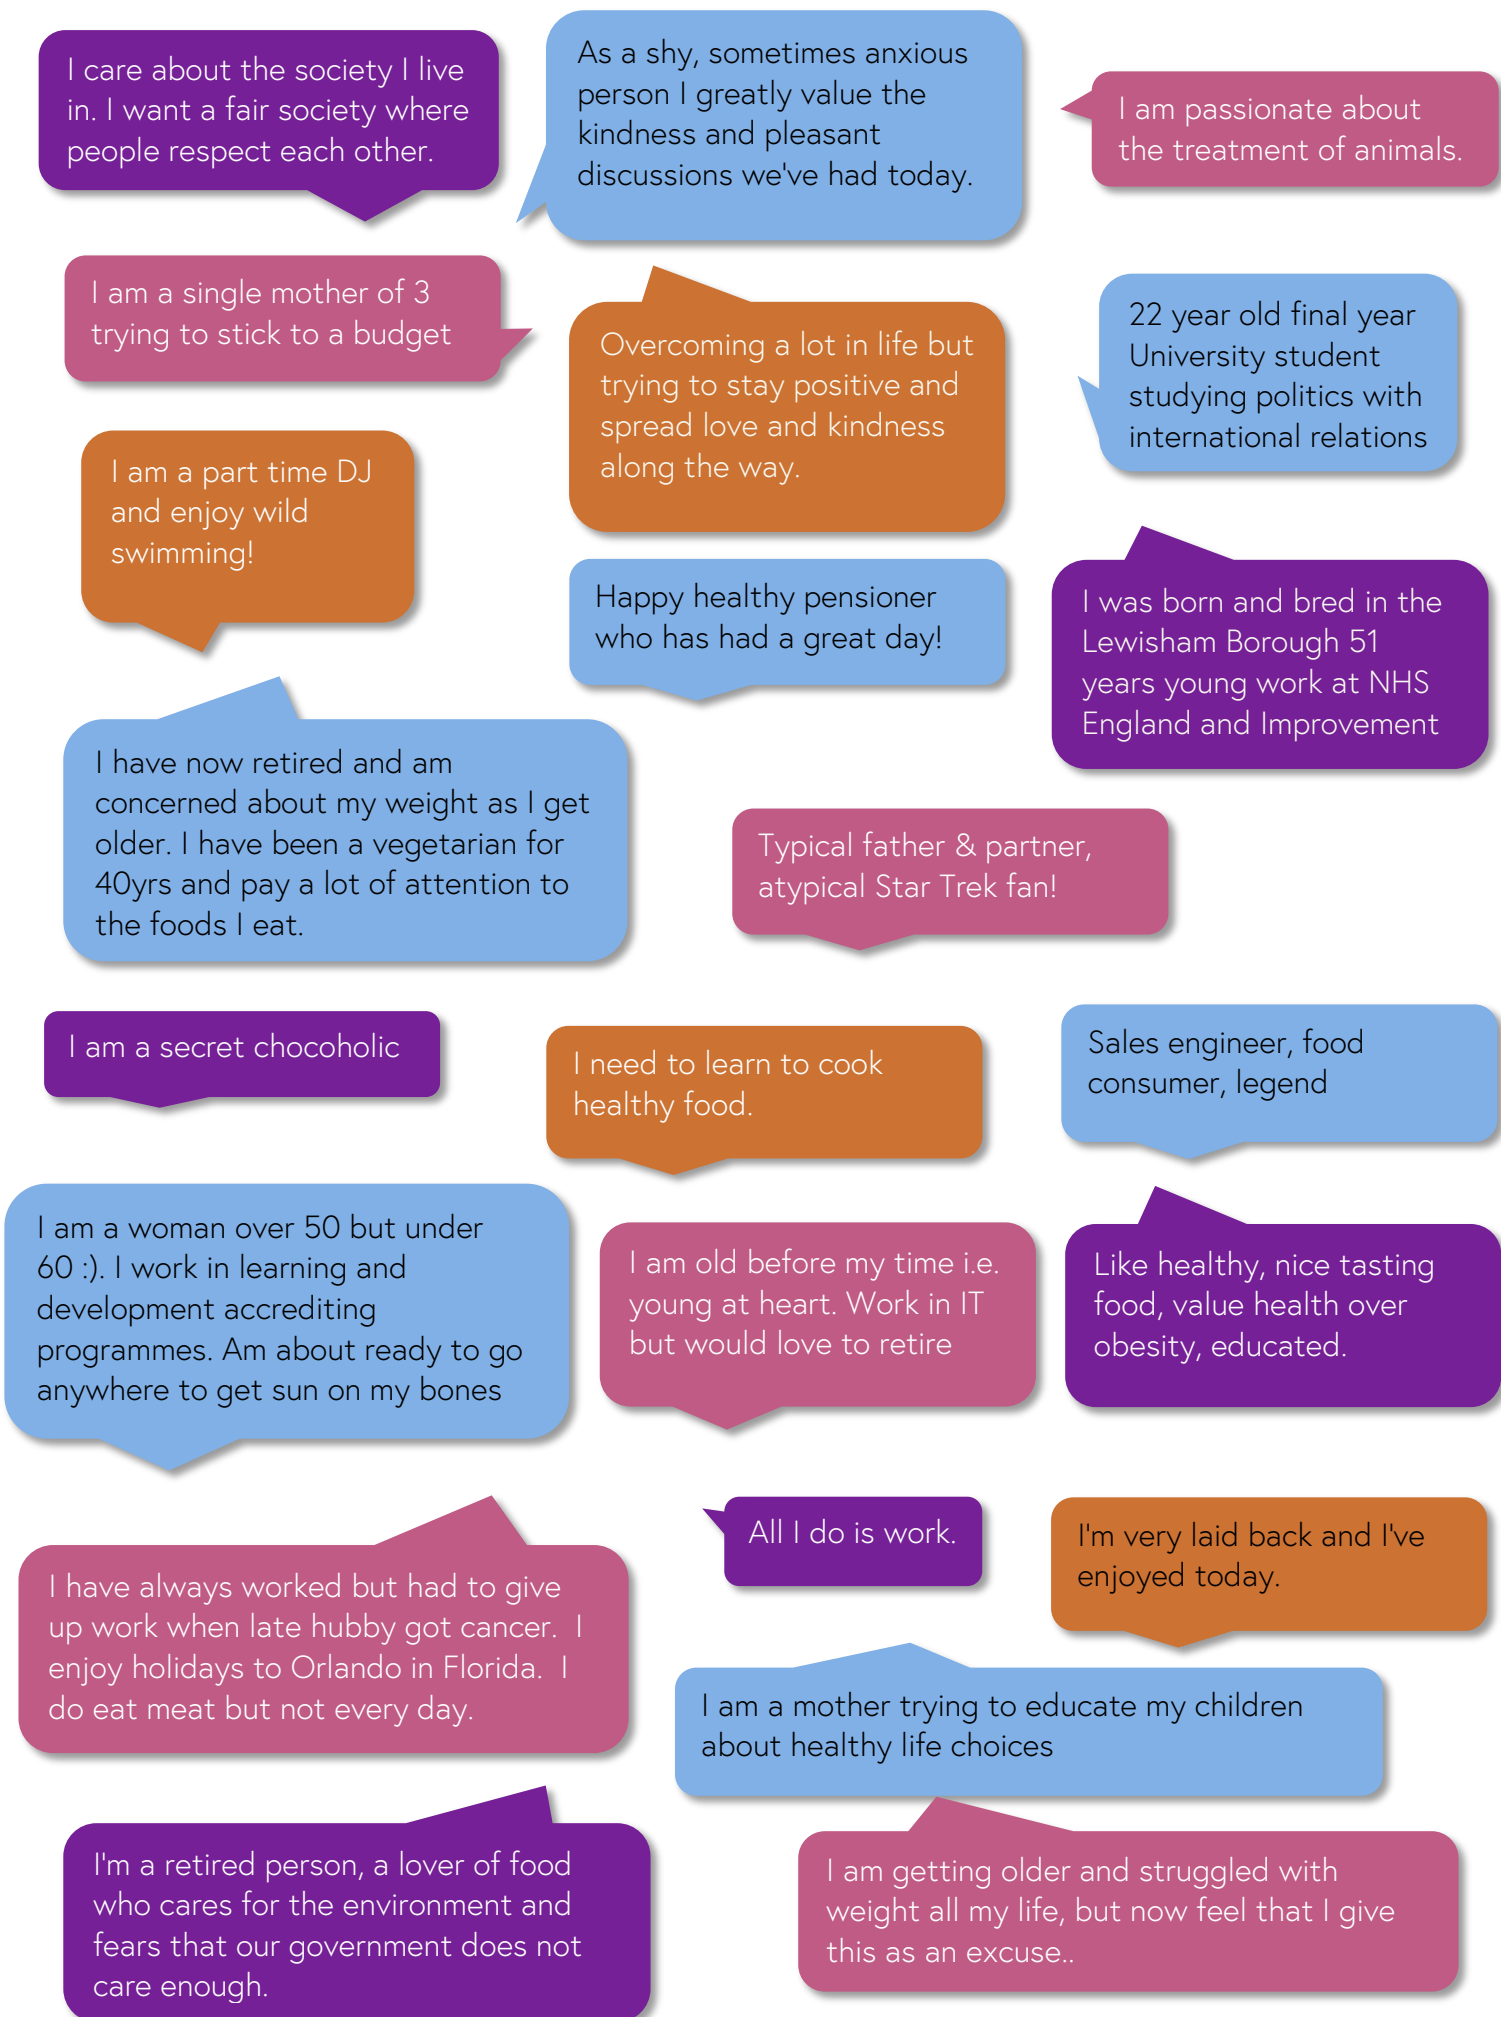 I care about the society I live
in. I want a fair society where
people respect each other.
As a shy, sometimes anxious
person I greatly value the
kindness and pleasant
discussions we've had today.
I am passionate about
the treatment of animals.
I am a single mother of 3
trying to stick to a budget
Overcoming a lot in life but
trying to stay positive and
spread love and kindness
along the way.
22 year old final year
University student
studying politics with
international relations
I am a part time DJ
and enjoy wild
swimming!
Happy healthy pensioner
who has had a great day!
I was born and bred in the
Lewisham Borough 51
years young work at NHS
England and Improvement
I have now retired and am
concerned about my weight as I get
older. I have been a vegetarian for
40yrs and pay a lot of attention to
the foods I eat.
Typical father & partner,
atypical Star Trek fan!
I am a secret chocoholic
I need to learn to cook
healthy food.
Sales engineer, food
consumer, legend
I am a woman over 50 but under
60 :). I work in learning and
development accrediting
programmes. Am about ready to go
anywhere to get sun on my bones
I am old before my time i.e.
young at heart. Work in IT
but would love to retire
Like healthy, nice tasting
food, value health over
obesity, educated.
I have always worked but had to give
up work when late hubby got cancer.  I
enjoy holidays to Orlando in Florida.  I
do eat meat but not every day.
All I do is work.
I'm very laid back and I've
enjoyed today.
I am a mother trying to educate my children
about healthy life choices
I'm a retired person, a lover of food
who cares for the environment and
fears that our government does not
care enough.
I am getting older and struggled with
weight all my life, but now feel that I give
this as an excuse..